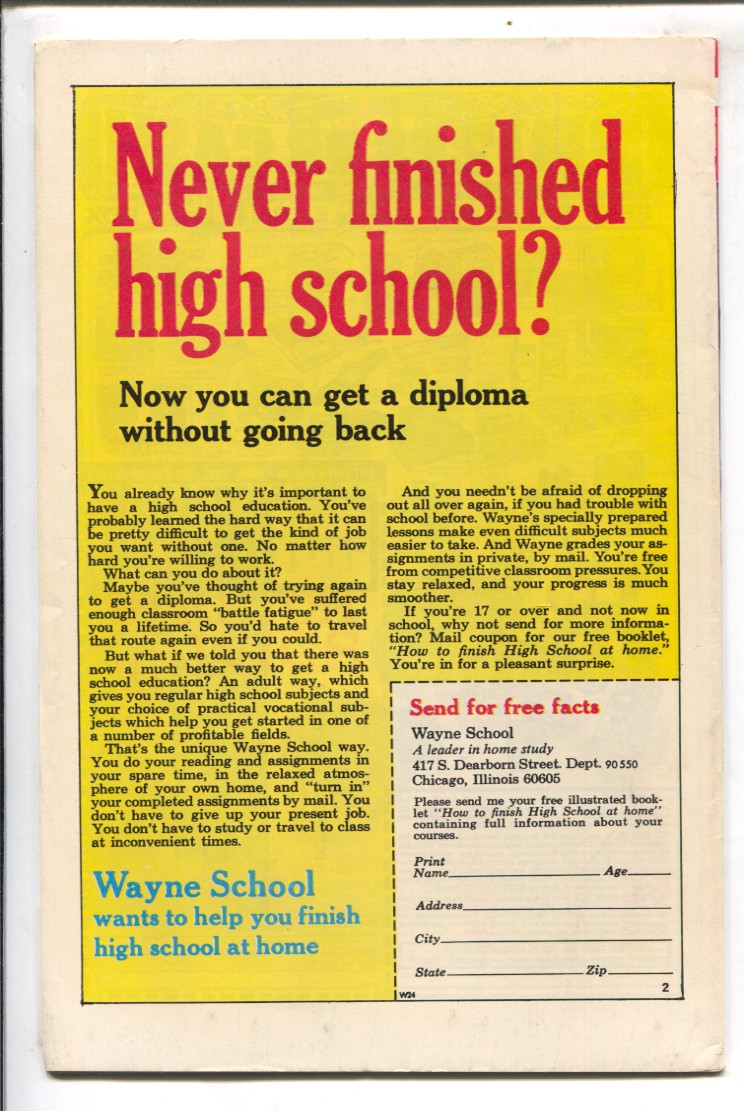 Never finished
high school?
Now you can get a diploma
without going back
You already know why it's important to
have a high school education. You've
probably learned the hard way that it can
be pretty difficult to get the kind of job
you want without one. No matter how
hard you're willing to work.
What can you do about it?
Maybe you've thought of trying again
to get a diploma. But you've suffered
enough classroom "battle fatigue" to last
you a lifetime. So you'd hate to travel
that route again even if you could.
But what if we told you that there was
now a much better way to get a high
school education? An adult way, which
gives you regular high school subjects and
your choice of practical vocational sub-
jects which help you get started in one of
a number of profitable fields.
That's the unique Wayne School way.
You do your reading and assignments in
your spare time, in the relaxed atmos-
phere of your own home, and "turn in"
your completed assignments by mail. You
don't have to give up your present job.
You don't have to study or travel to class
at inconvenient times.
Wayne School
wants to help you finish
high school at home
And you needn't be afraid of dropping
out all over again, if you had trouble with
school before. Wayne's specially prepared
lessons make even difficult subjects much
easier to take. And Wayne grades your as-
signments in private, by mail. You're free
from competitive classroom pressures. You
stay relaxed, and your progress is much
smoother.
If you're 17 or over and not now in
school, why not send for more informa-
tion? Mail coupon for our free booklet,
"How to finish High School at home."
You're in for a pleasant surprise.
Send for free facts
Wayne School
A leader in home study
417 S. Dearborn Street. Dept. 90 550
Chicago, Illinois 60605
Please send me your free illustrated book-
let "How to finish High School at home"
containing full information about your
courses.
Print
Name Age
Address
City
State Zip
W24 2